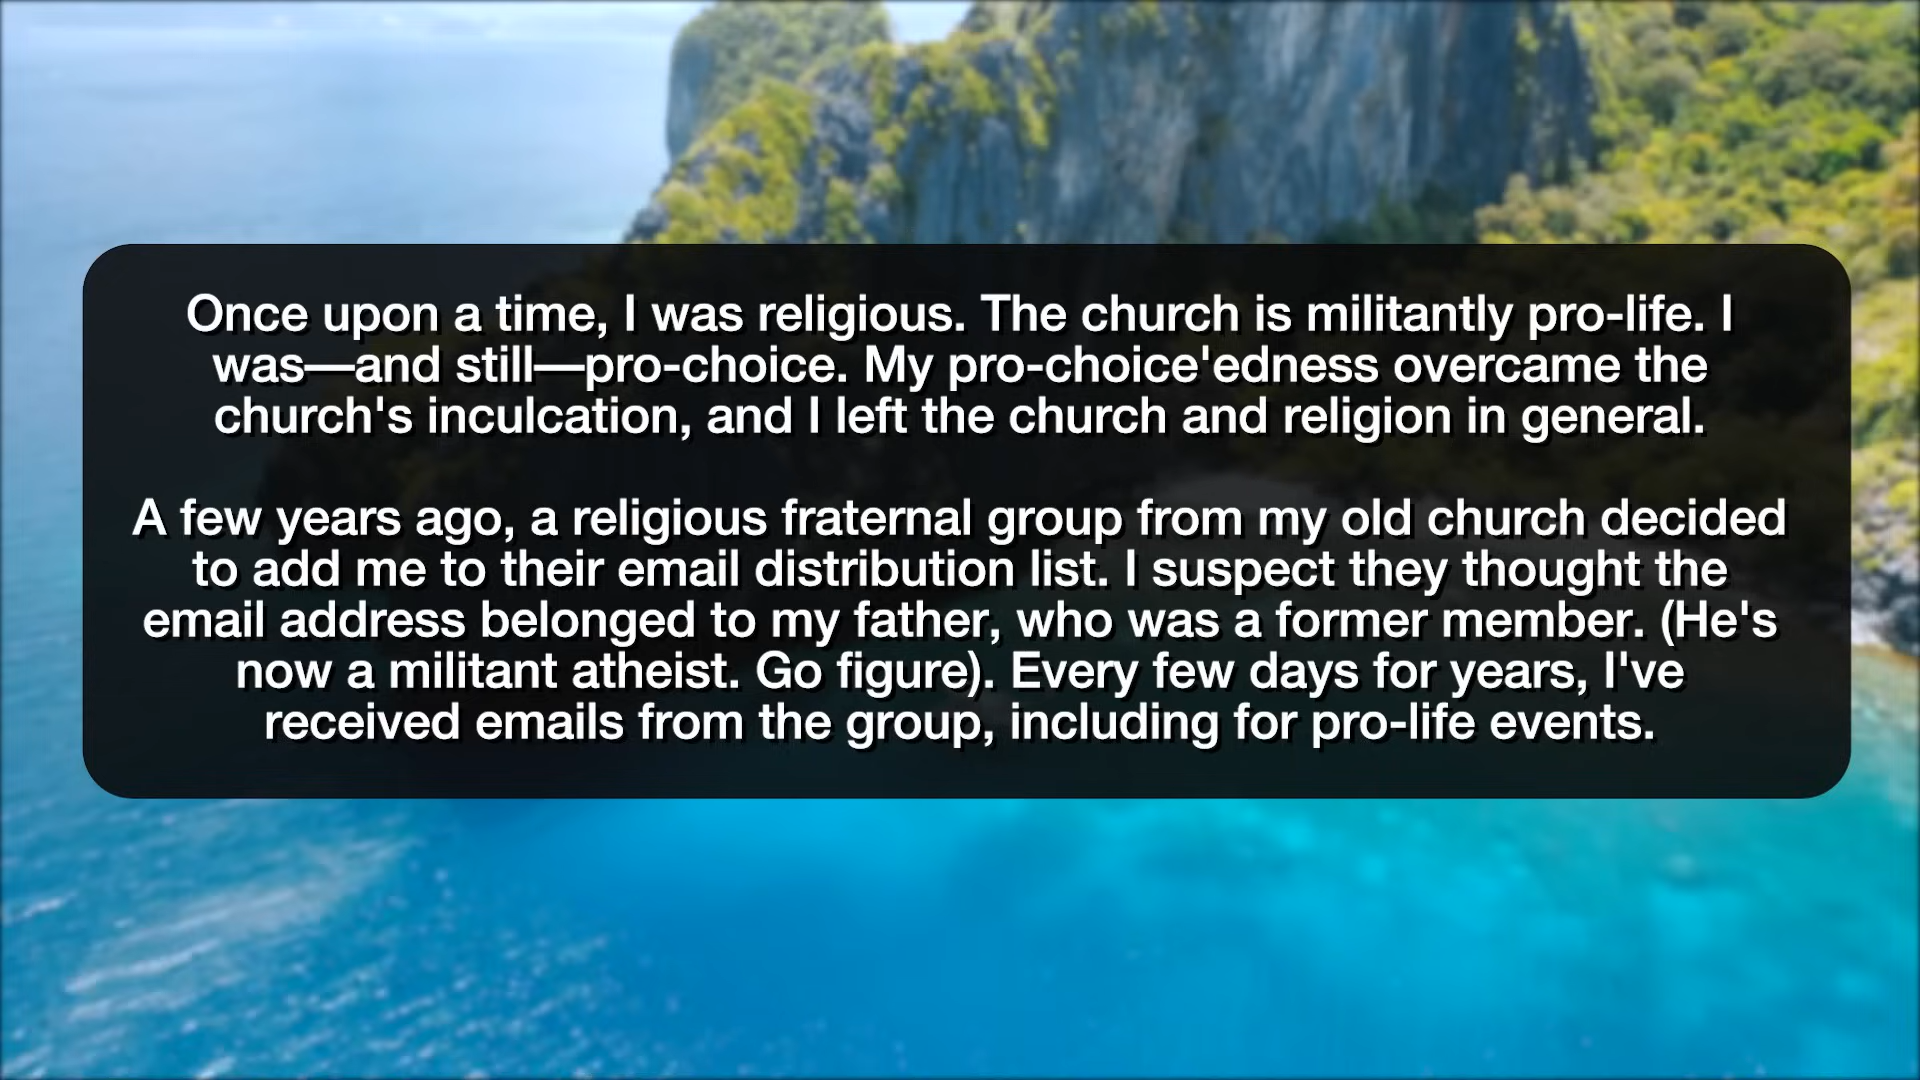 Once upon a time, I was religious. The church is militantly pro-life. I
was—and still—pro-choice. My pro-choice'edness overcame the
church's inculcation, and I left the church and religion in general.
A few years ago, a religious fraternal group from my old church decided
to add me to their email distribution list. I suspect they thought the
email address belonged to my father, who was a former member. (He's
now a militant atheist. Go figure). Every few days for years, I've
received emails from the group, including for pro-life events.